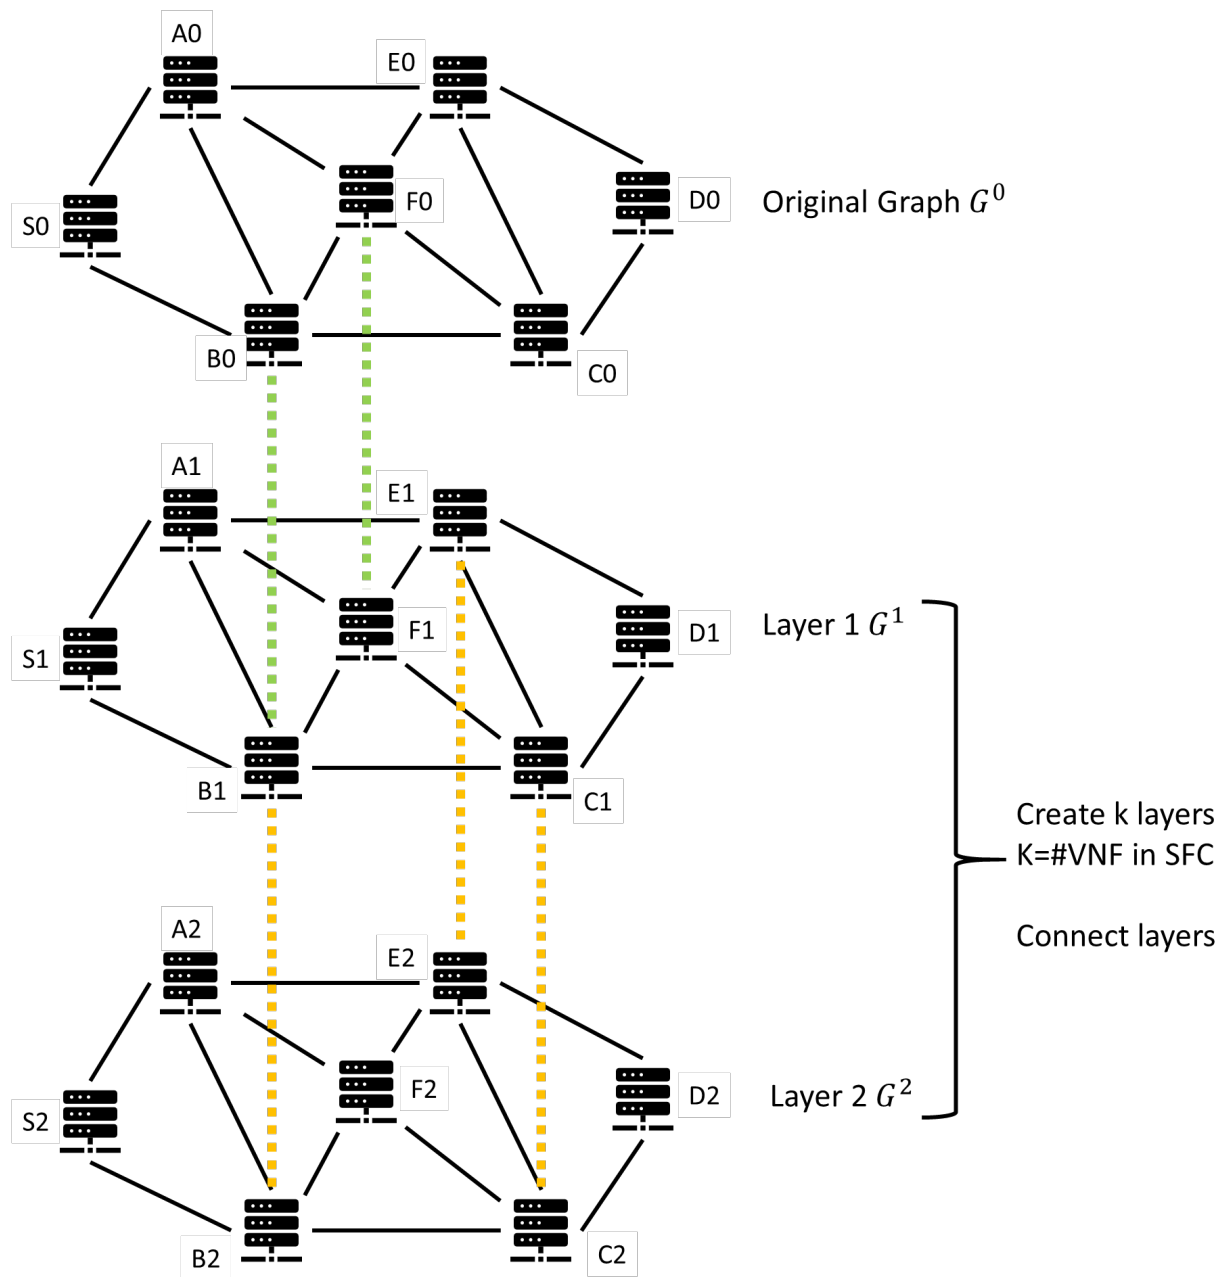 A0
E0
F0
D0
S0
B0
C0
Original Graph G⁰
A1
E1
F1
D1
S1
B1
C1
Layer 1 G¹
Create k layers
K=#VNF in SFC
Connect layers
A2
E2
F2
D2
S2
B2
C2
Layer 2 G²